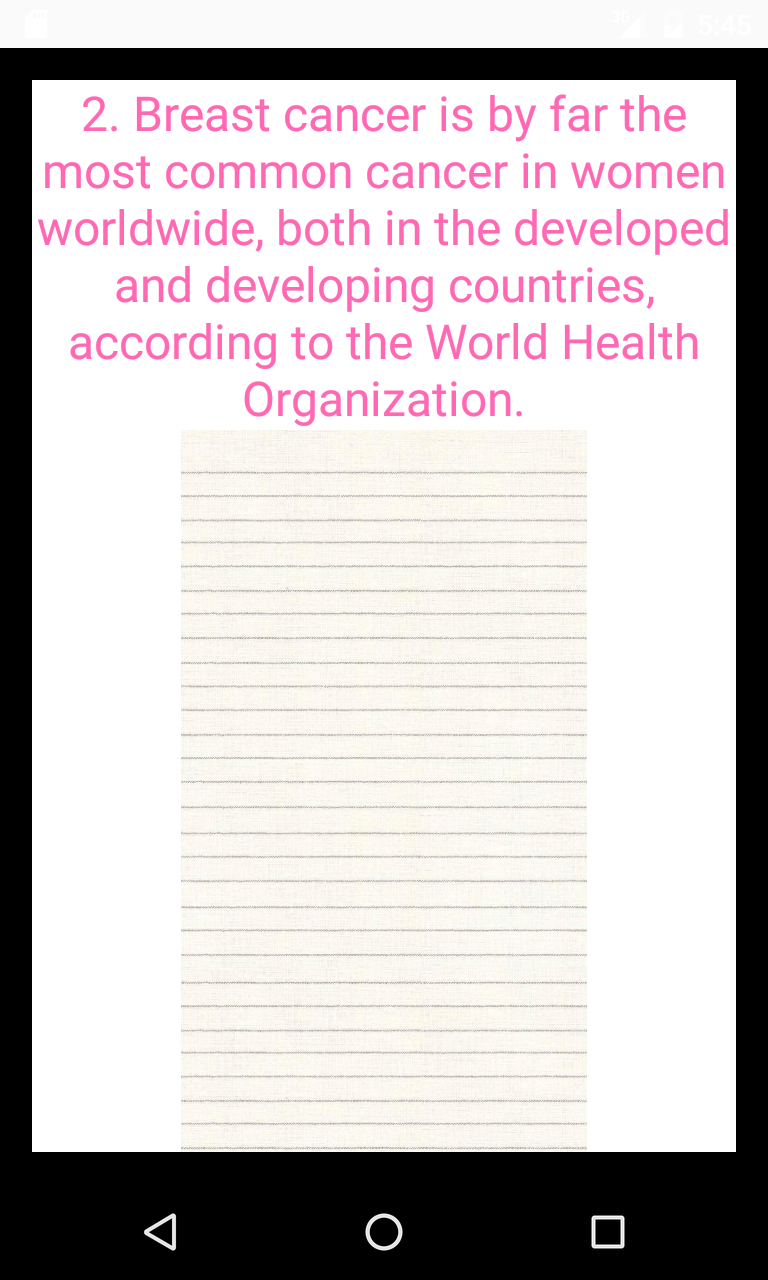 3G 5:45
2. Breast cancer is by far the
most common cancer in women
worldwide, both in the developed
and developing countries,
according to the World Health
Organization.